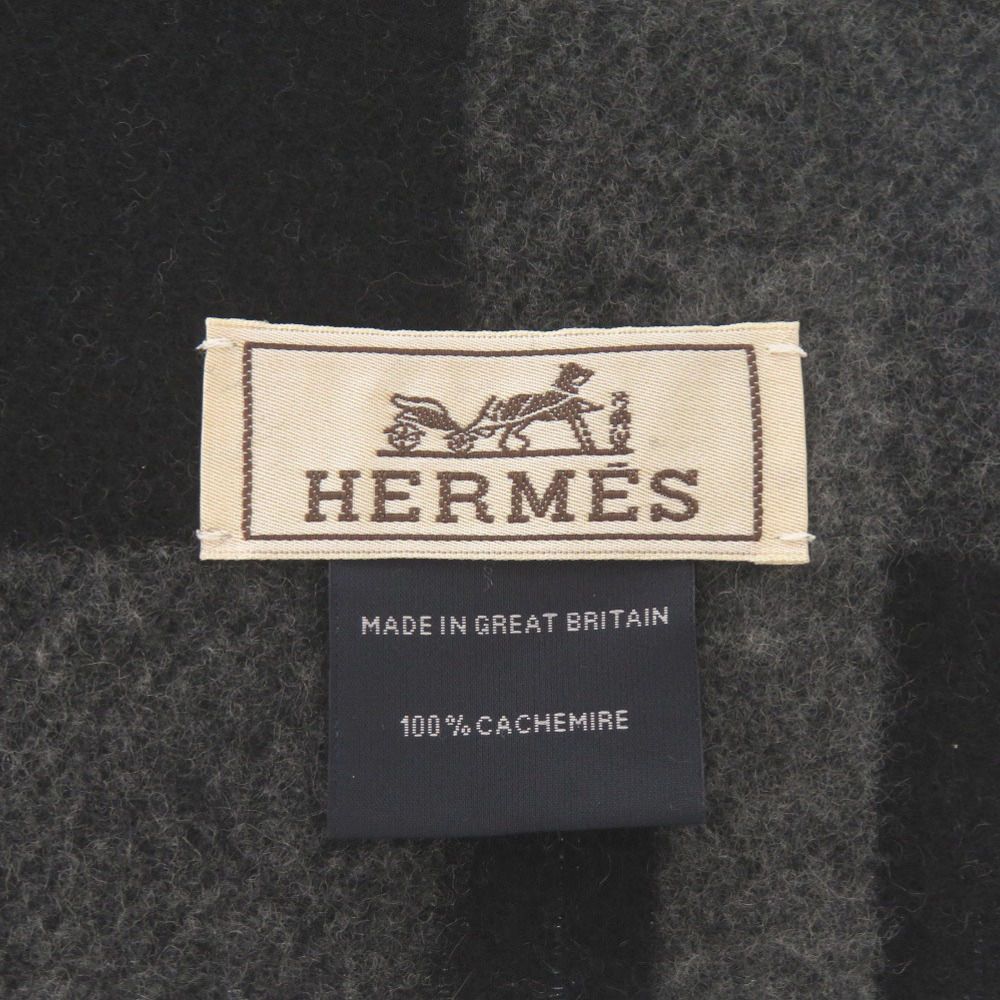 HERMÈS
MADE IN GREAT BRITAIN
100% CACHEMIRE